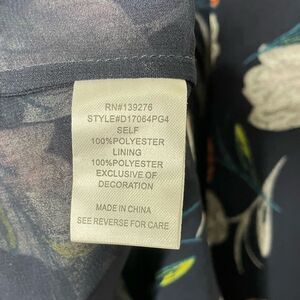 RN#139276
STYLE#D17064PG4
SELF
100%POLYESTER
LINING
100%POLYESTER
EXCLUSIVE OF
DECORATION
MADE IN CHINA
SEE REVERSE FOR CARE